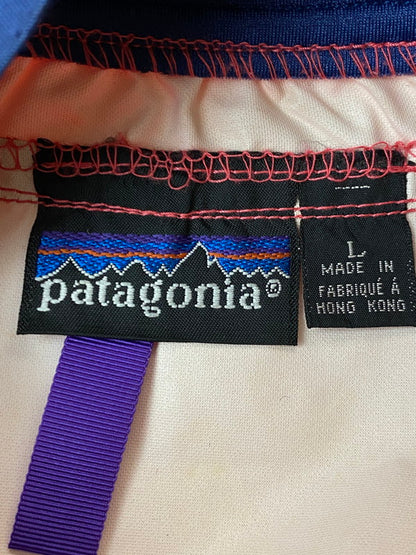 patagonia®
L
MADE IN
FABRIQUÉ À
HONG KONG